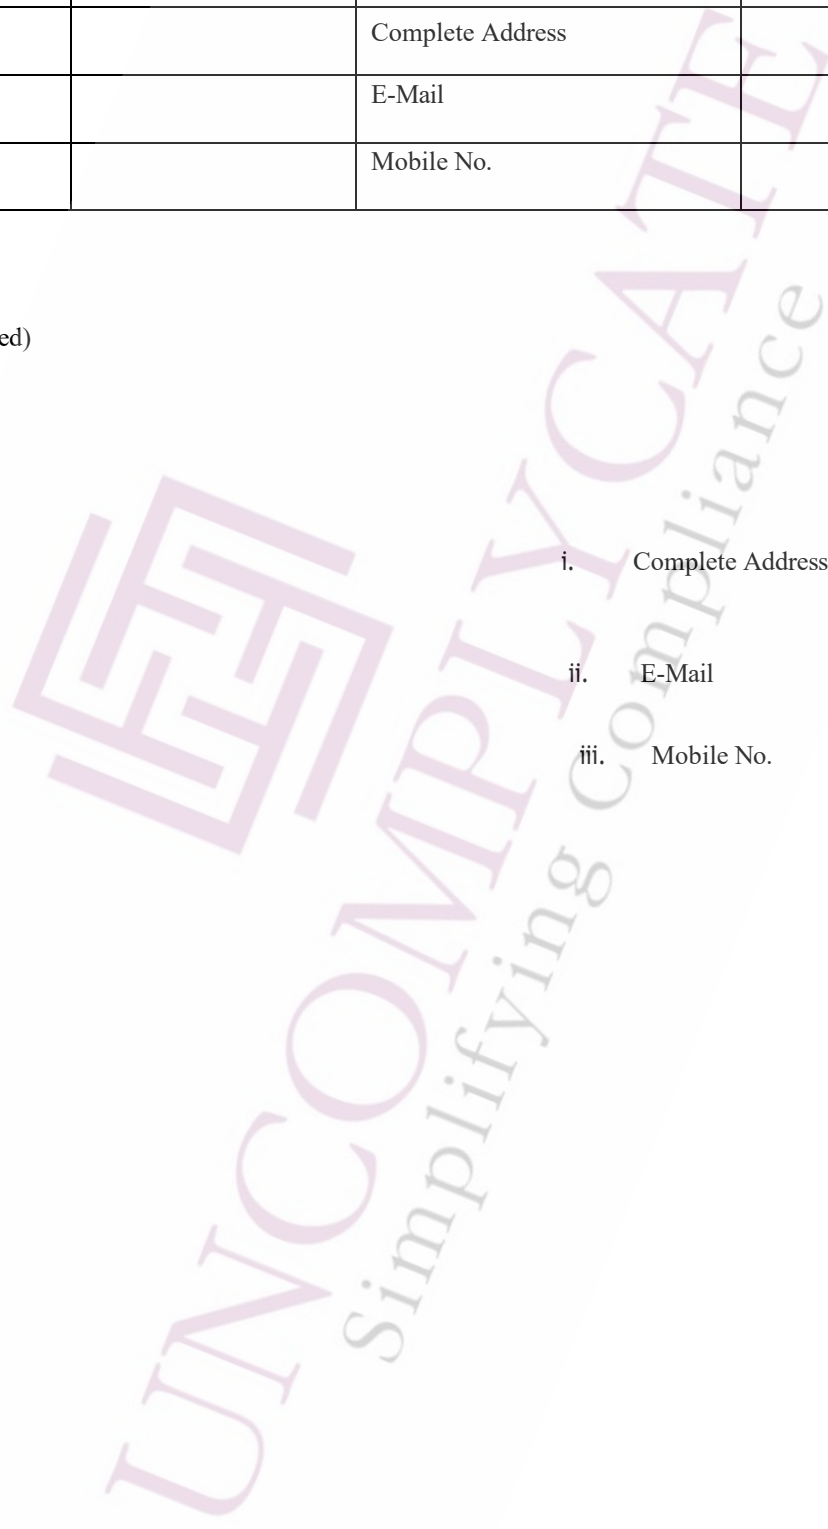 Complete Address
E-Mail
Mobile No.
ed)
i. Complete Address
ii. E-Mail
iii. Mobile No.
UNCOMPLYCATE
Simplifying Compliance